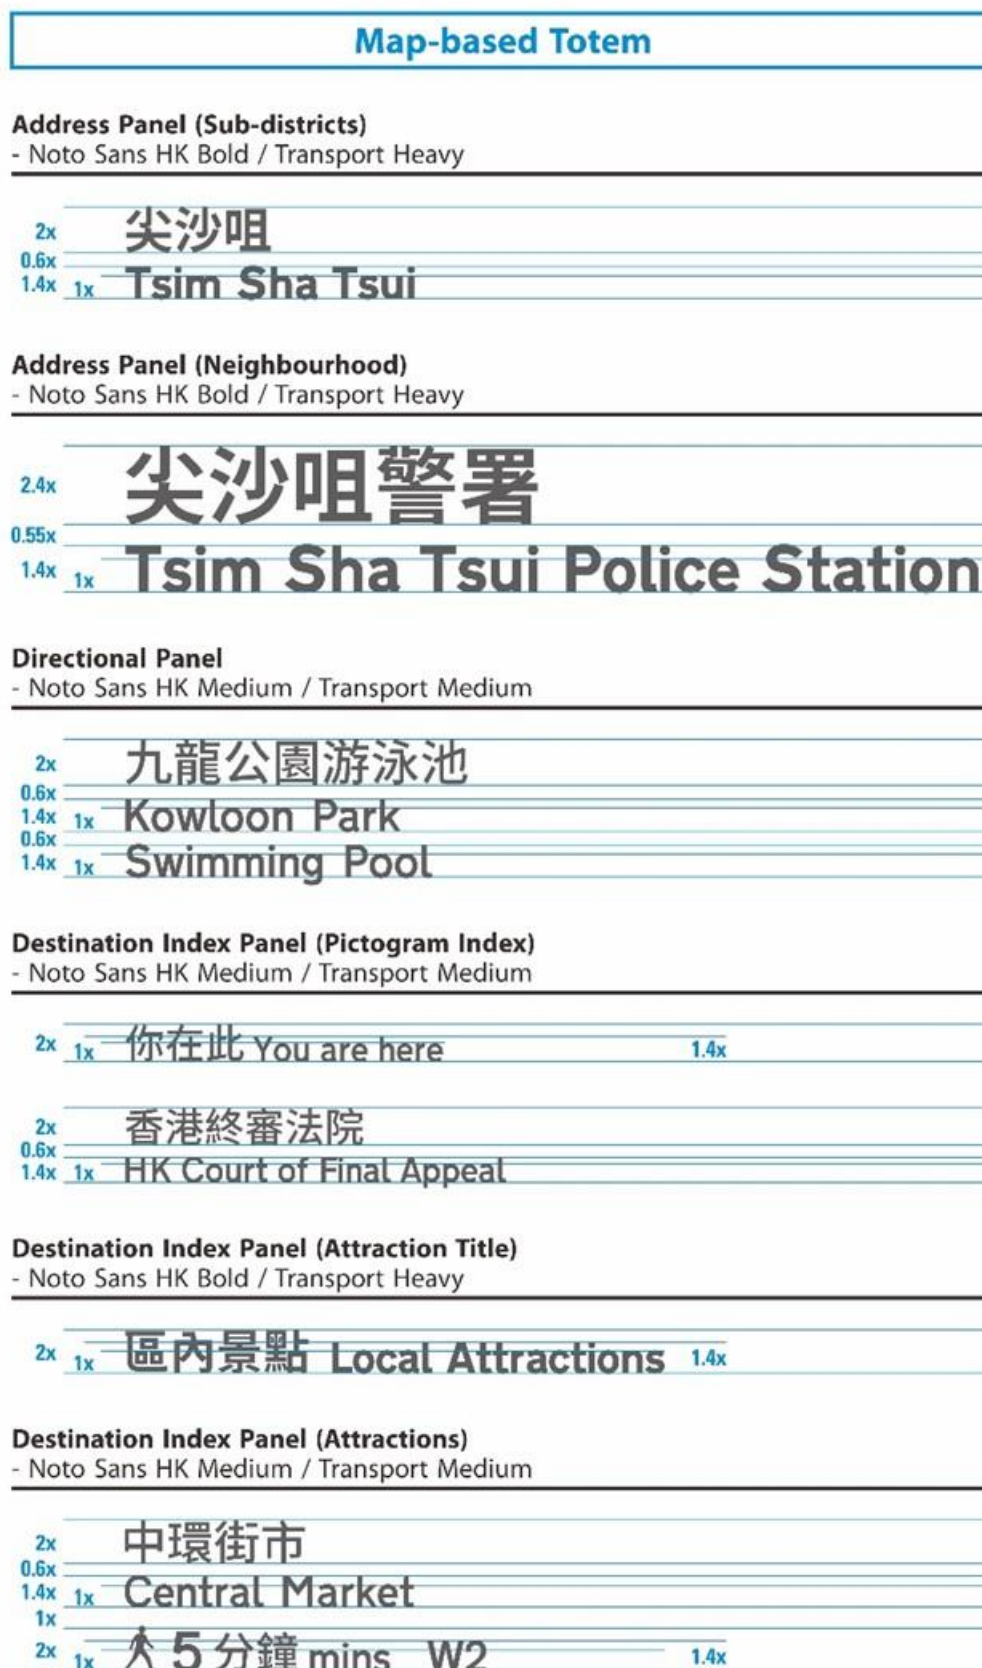 Map-based Totem
Address Panel (Sub-districts)
- Noto Sans HK Bold / Transport Heavy
2x
尖沙咀
0.6x
1.4x 1x Tsim Sha Tsui
Address Panel (Neighbourhood)
- Noto Sans HK Bold / Transport Heavy
2.4x
尖沙咀警署
0.55x
1.4x 1x Tsim Sha Tsui Police Station
Directional Panel
- Noto Sans HK Medium / Transport Medium
2x 九龍公園游泳池
0.6x
1.4x 1x Kowloon Park
0.6x
1.4x 1x Swimming Pool
Destination Index Panel (Pictogram Index)
- Noto Sans HK Medium / Transport Medium
2x 1x 你在此 You are here 1.4x
2x 香港終審法院
0.6x
1.4x 1x HK Court of Final Appeal
Destination Index Panel (Attraction Title)
- Noto Sans HK Bold / Transport Heavy
2x 1x 區內景點 Local Attractions 1.4x
Destination Index Panel (Attractions)
- Noto Sans HK Medium / Transport Medium
2x 中環街市
0.6x
1.4x 1x Central Market
1x
2x 1x 5 分鐘 mins W2 1.4x